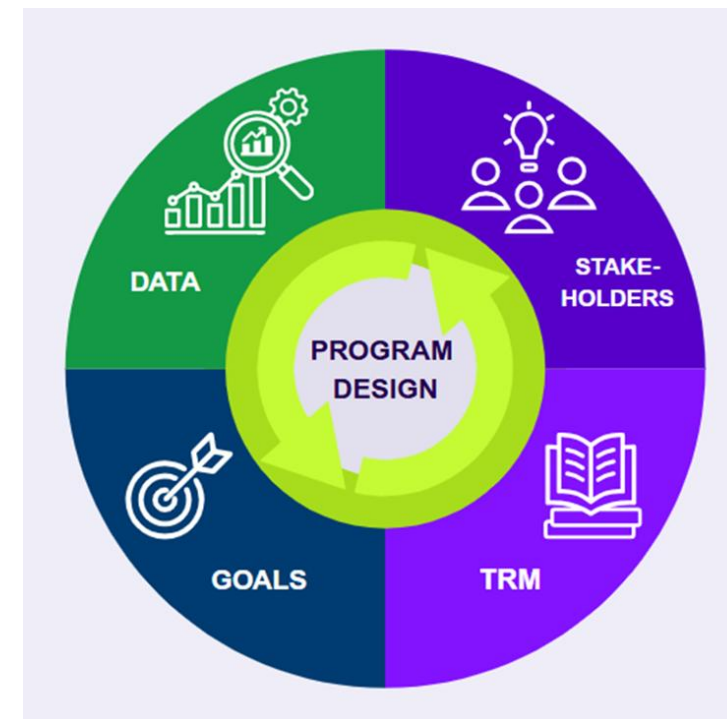 DATA
STAKE-
HOLDERS
PROGRAM
DESIGN
GOALS
TRM